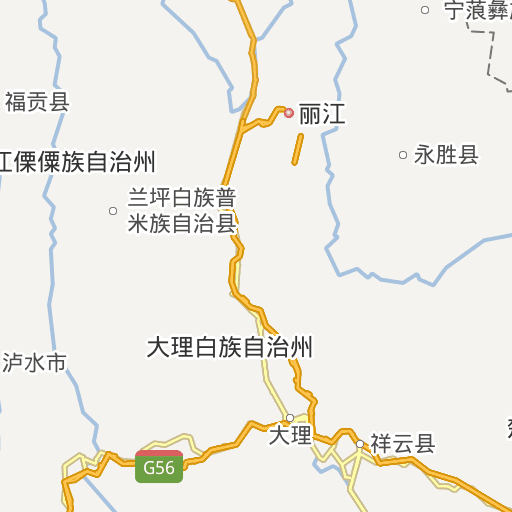 宁蒗彝
福贡县
丽江
江傈僳族自治州
永胜县
兰坪白族普
米族自治县
大理白族自治州
泸水市
大理
祥云县
G56